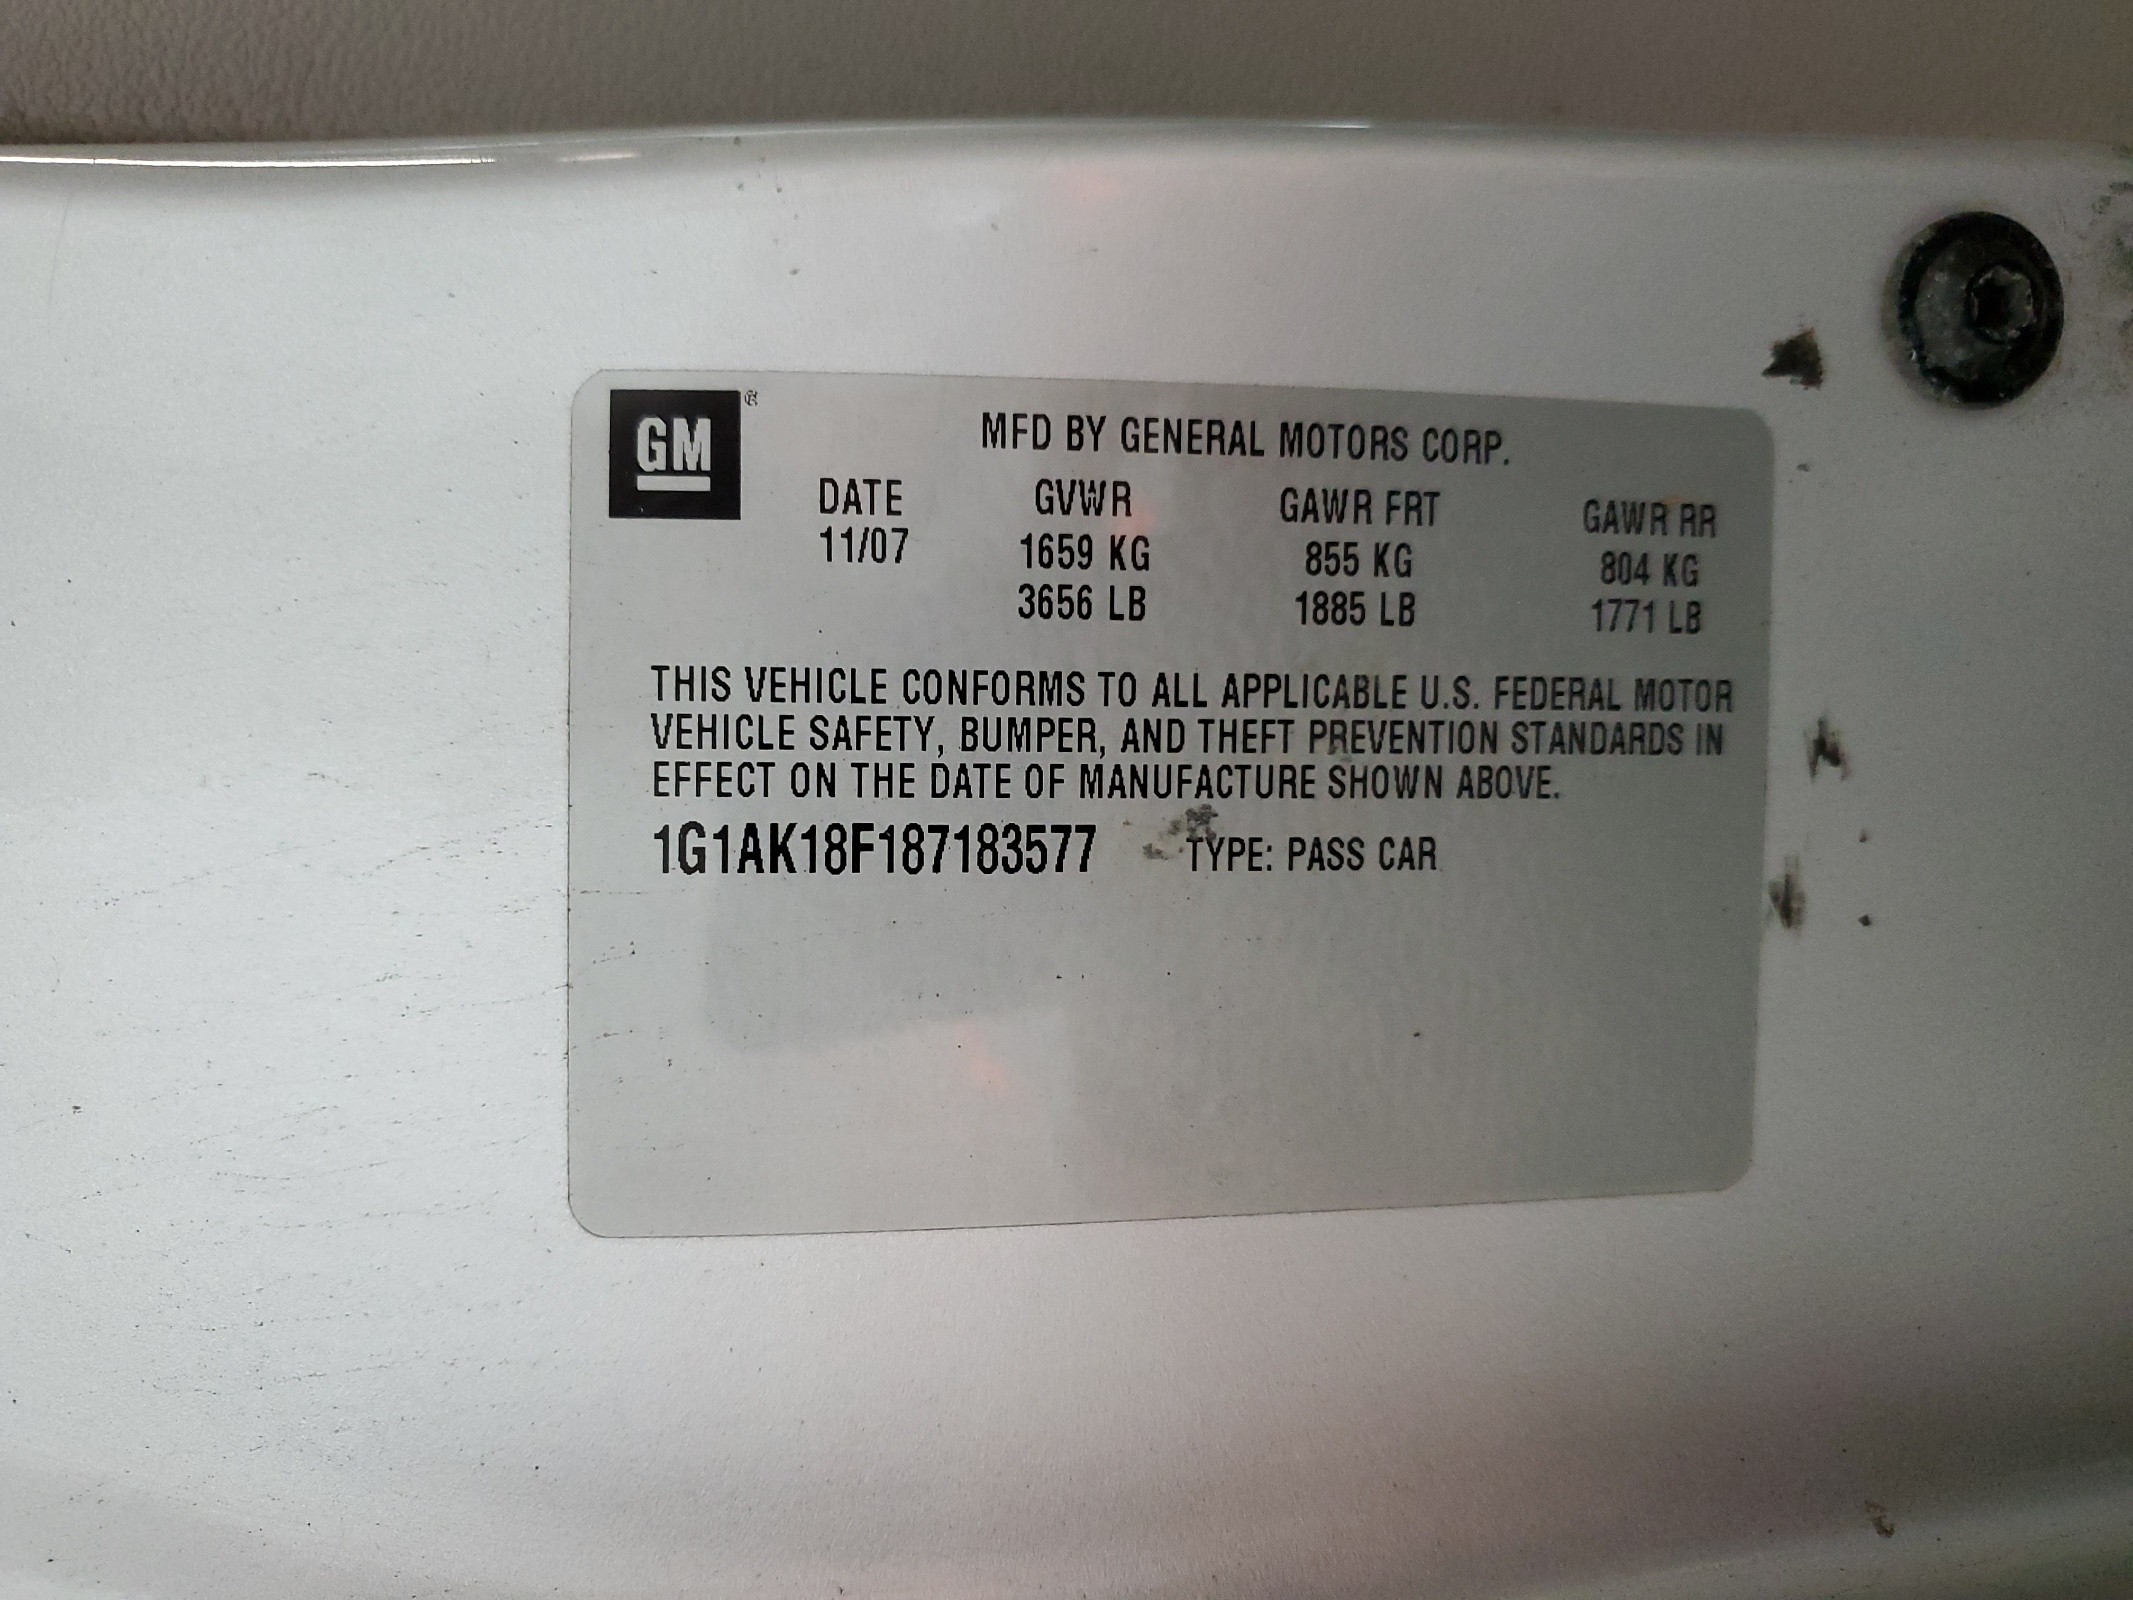 GM ®
MFD BY GENERAL MOTORS CORP.
DATE GVWR GAWR FRT GAWR RR
11/07 1659 KG 855 KG 804 KG
3656 LB 1885 LB 1771 LB
THIS VEHICLE CONFORMS TO ALL APPLICABLE U.S. FEDERAL MOTOR
VEHICLE SAFETY, BUMPER, AND THEFT PREVENTION STANDARDS IN
EFFECT ON THE DATE OF MANUFACTURE SHOWN ABOVE.
1G1AK18F187183577 TYPE: PASS CAR